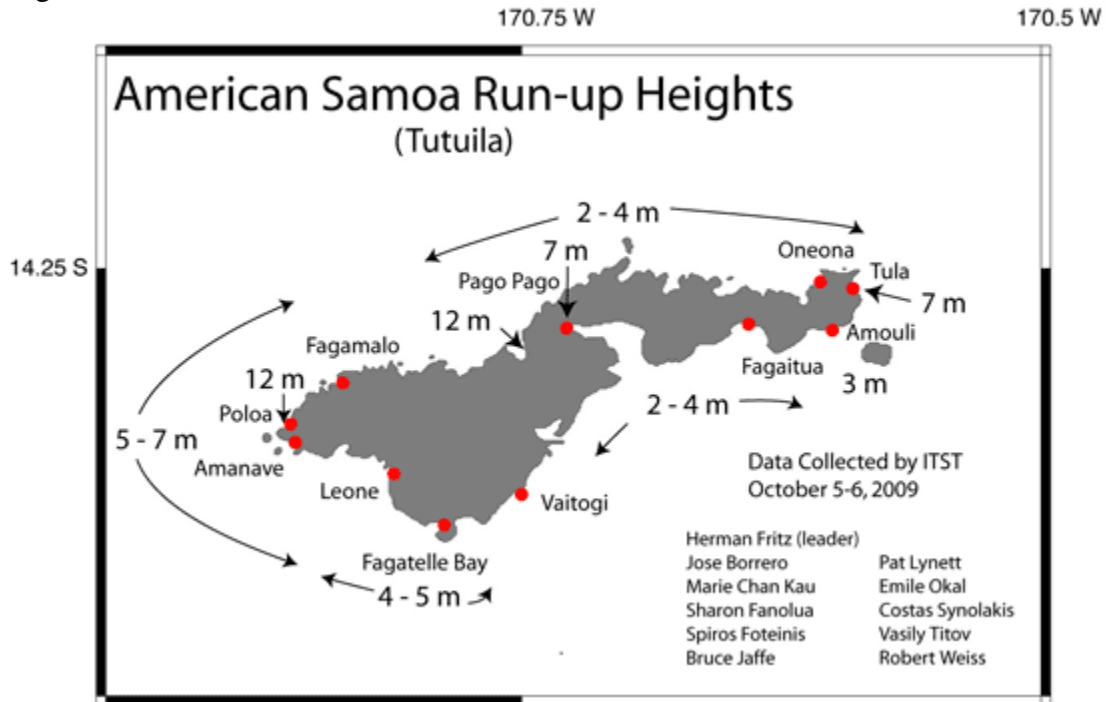 170.75 W
170.5 W
American Samoa Run-up Heights
(Tutuila)
2 - 4 m
14.25 S
7 m
Oneona
Pago Pago
Tula
7 m
12 m
Amouli
Fagamalo
Fagaitua
3 m
12 m
2 - 4 m
Poloa
5 - 7 m
Amanave
Leone
Vaitogi
Data Collected by ITST
October 5-6, 2009
Fagatelle Bay
4 - 5 m
Herman Fritz (leader)
Jose Borrero
Marie Chan Kau
Sharon Fanolua
Spiros Foteinis
Bruce Jaffe
Pat Lynett
Emile Okal
Costas Synolakis
Vasily Titov
Robert Weiss